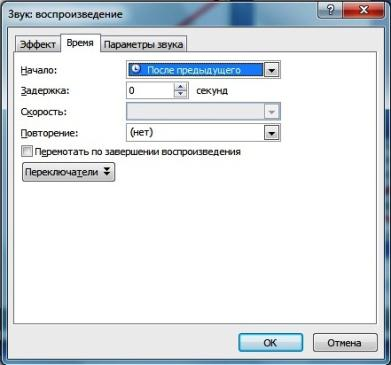 Звук: воспроизведение
Эффект Время Параметры звука
Начало: После предыдущего
Задержка: 0 секунд
Скорость:
Повторение: (нет)
Перемотать по завершении воспроизведения
Переключатели
ОК Отмена